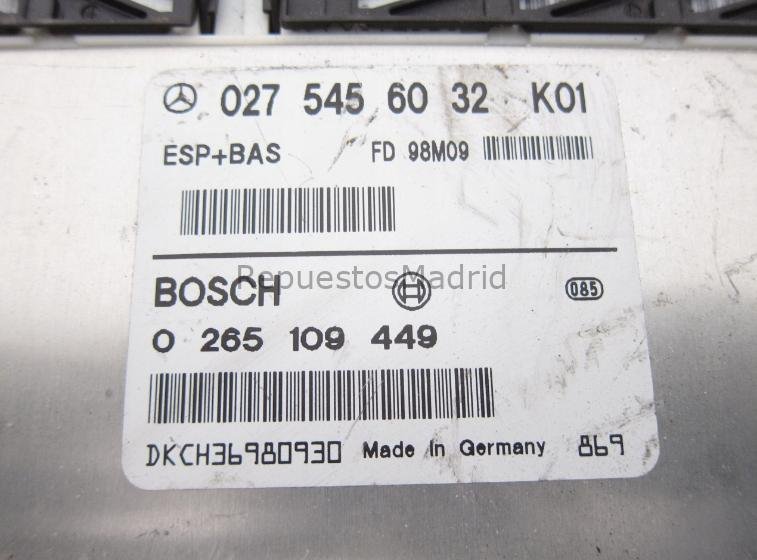 027 545 60 32 K01
ESP+BAS FD 98M09
RepuestosMadrid
BOSCH 085
0 265 109 449
DKCH36980930 Made In Germany 869